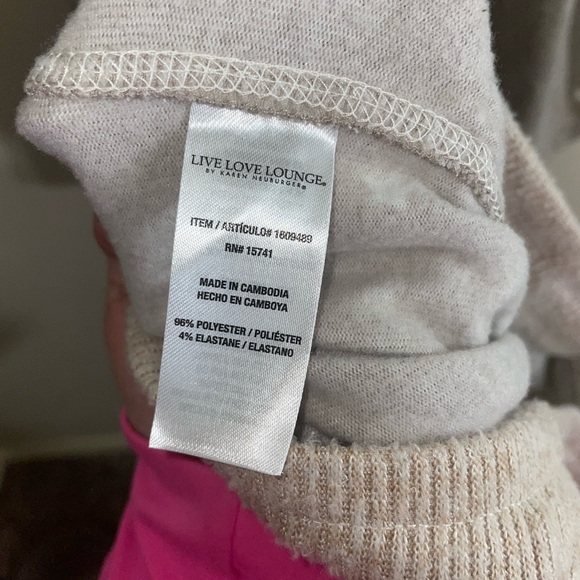 LIVE LOVE LOUNGE®
BY KAREN NEUBURGER®
ITEM / ARTÍCULO# 1609489
RN# 15741
MADE IN CAMBODIA
HECHO EN CAMBOYA
96% POLYESTER / POLIÉSTER
4% ELASTANE / ELASTANO